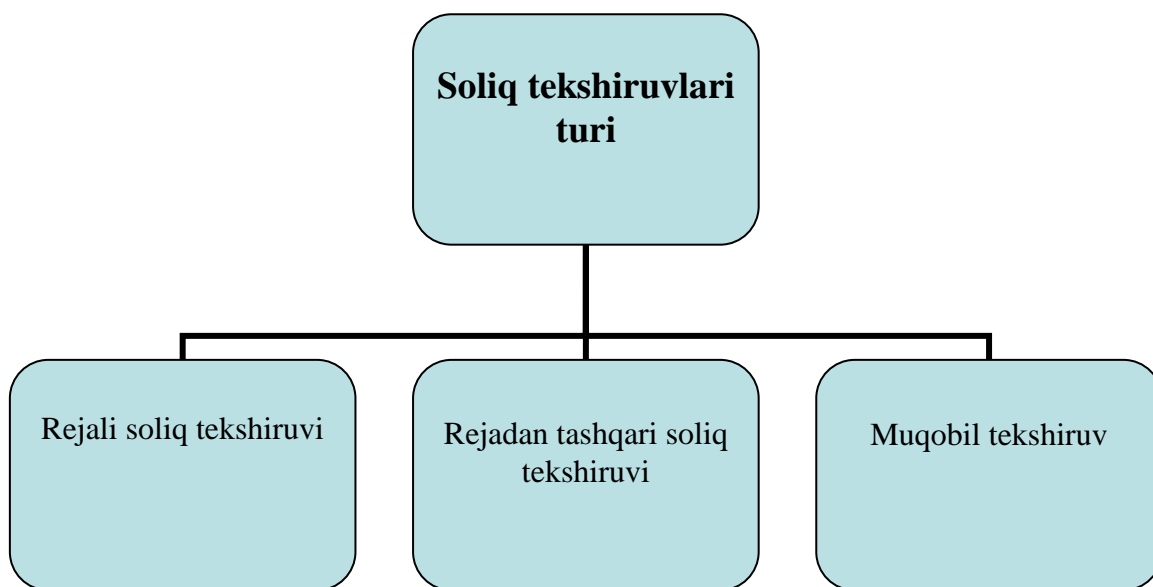 Soliq tekshiruvlari
turi
Rejali soliq tekshiruvi
Rejadan tashqari soliq
tekshiruvi
Muqobil tekshiruv